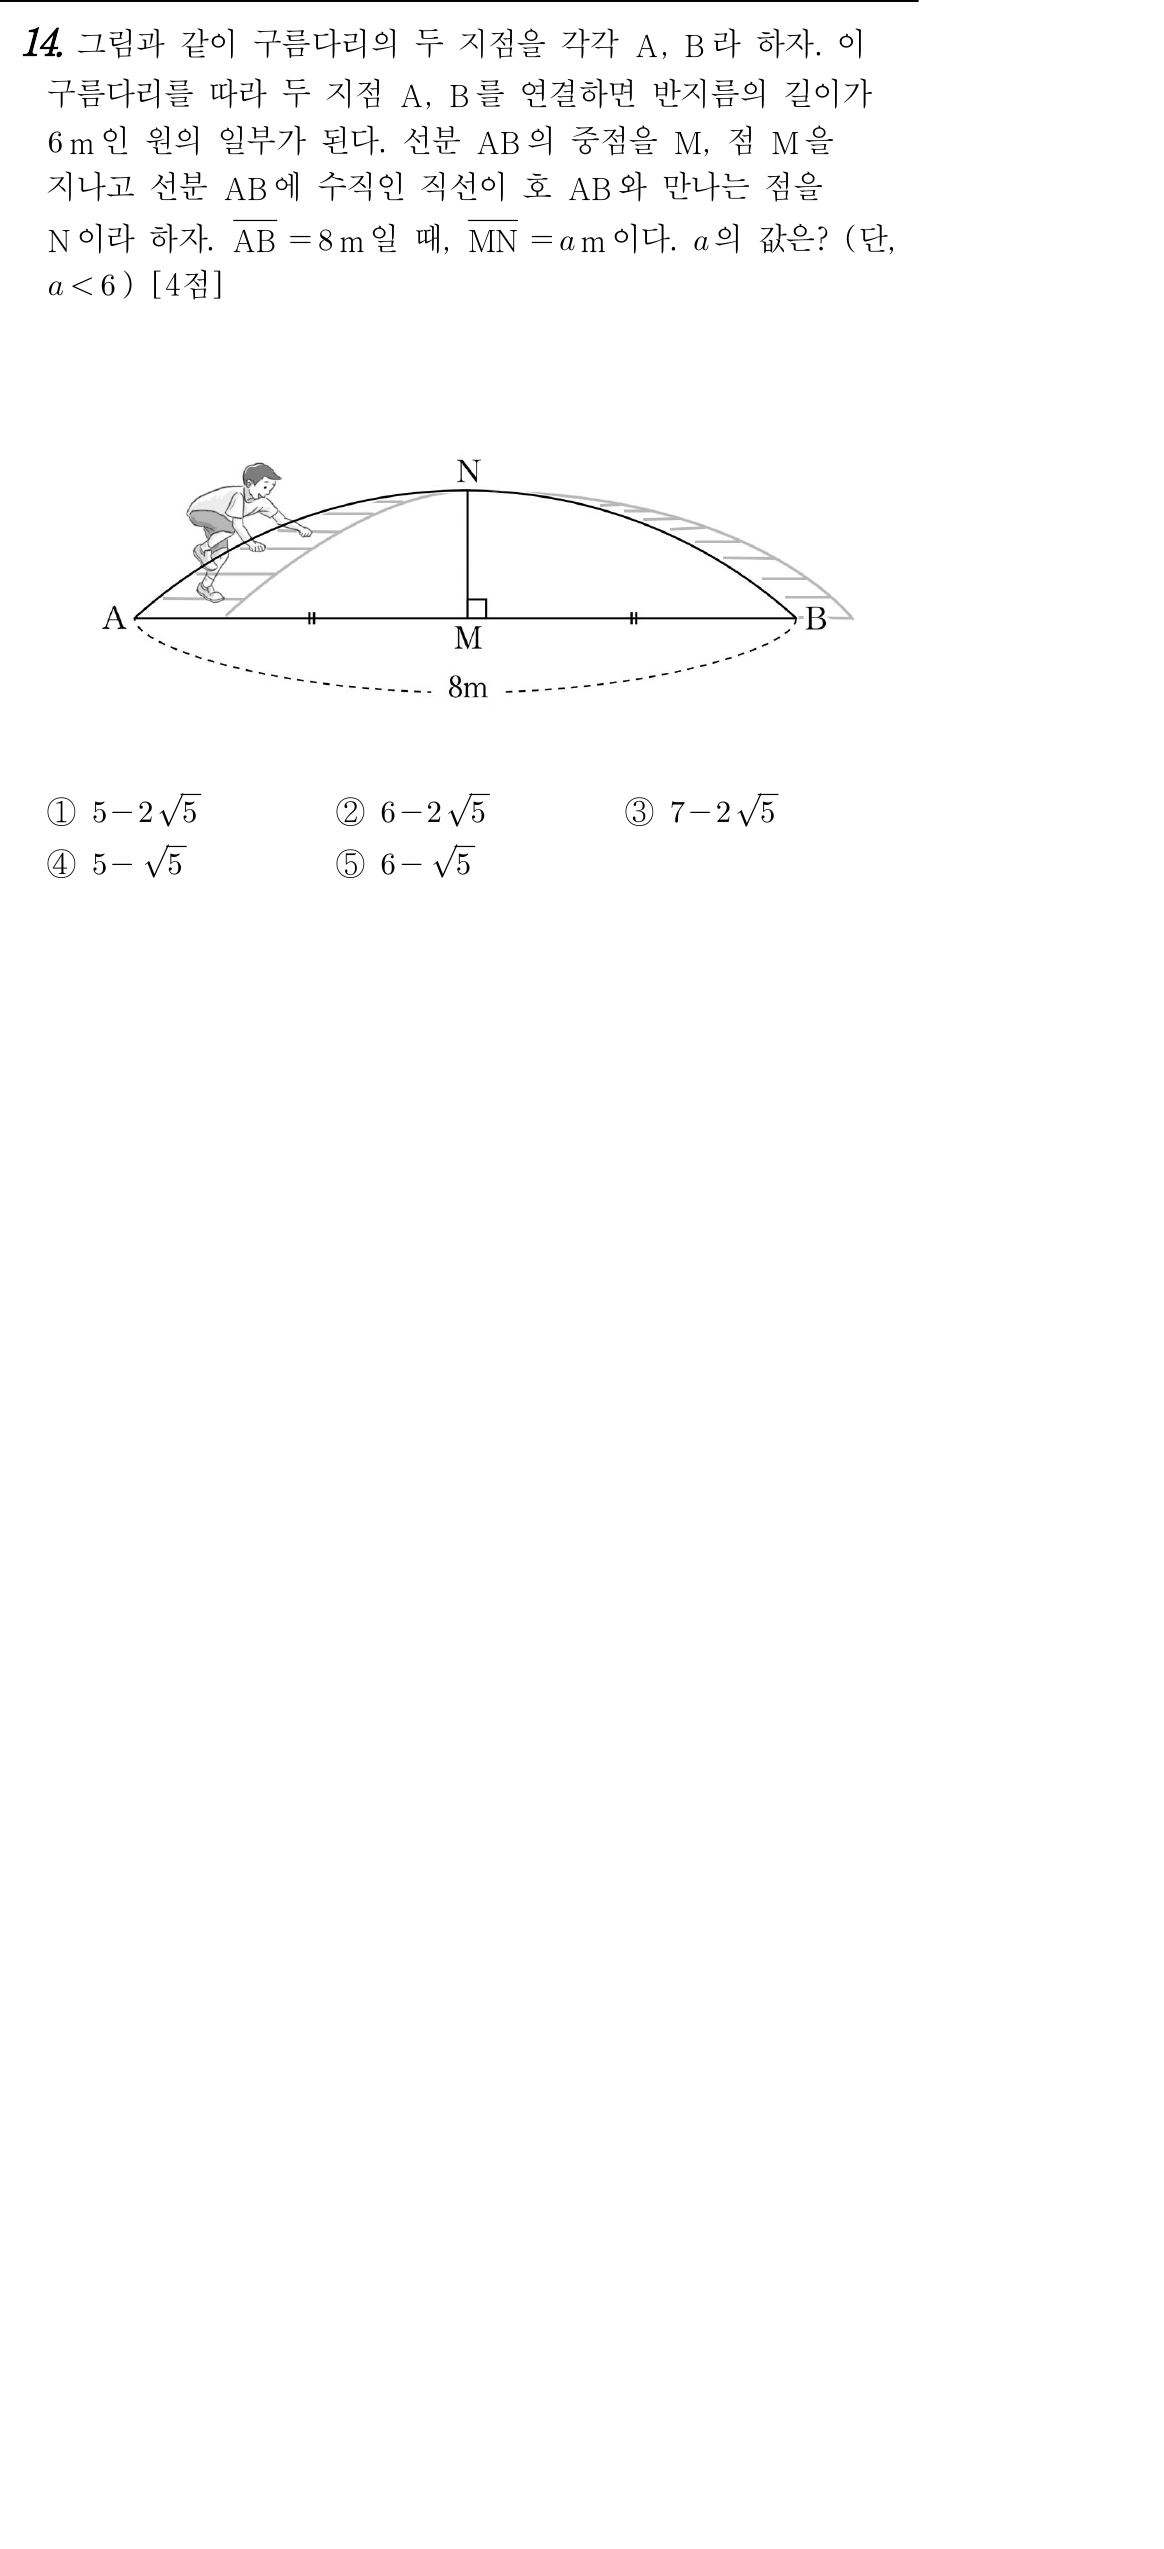 14. 그림과 같이 구름다리의 두 지점을 각각 A, B라 하자. 이
구름다리를 따라 두 지점 A, B를 연결하면 반지름의 길이가
6m인 원의 일부가 된다. 선분 AB의 중점을 M, 점 M을
지나고 선분 AB에 수직인 직선이 호 AB와 만나는 점을
N이라 하자. \overline{AB}=8m일 때, \overline{MN}=am이다. a의 값은? (단,
a<6) [4점]
N
A
M
B
8m
① 5-2√5 ② 6-2√5 ③ 7-2√5
④ 5-√5 ⑤ 6-√5